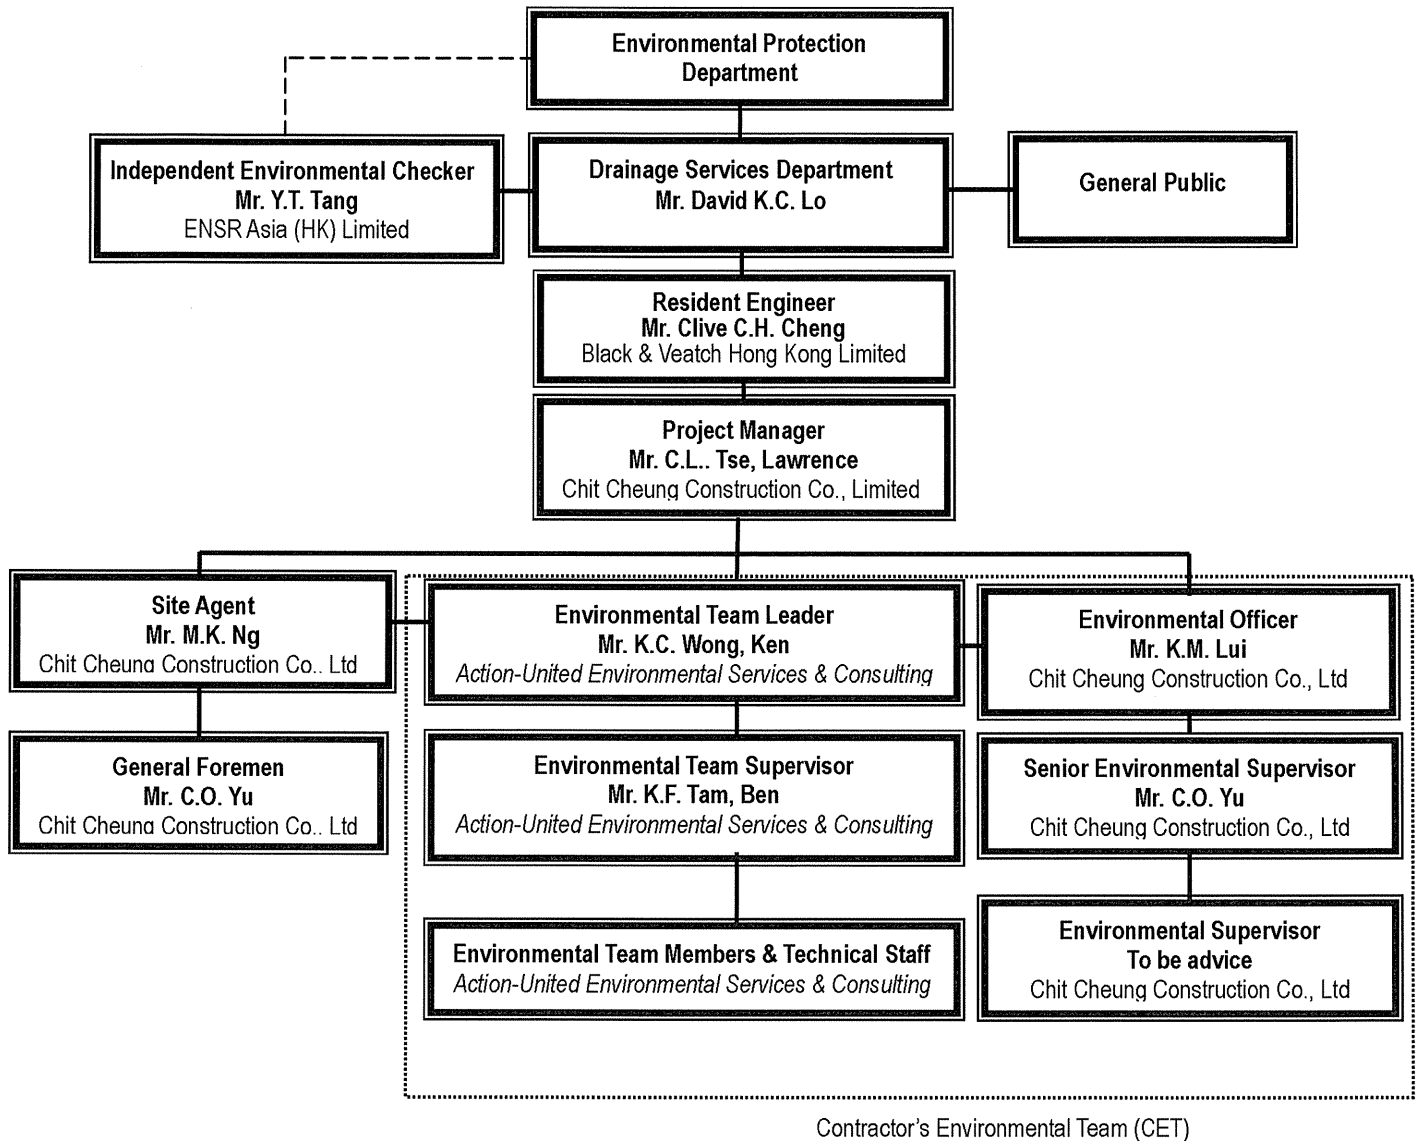 Environmental Protection
Department
Independent Environmental Checker
Mr. Y.T. Tang
ENSR Asia (HK) Limited
Drainage Services Department
Mr. David K.C. Lo
General Public
Resident Engineer
Mr. Clive C.H. Cheng
Black & Veatch Hong Kong Limited
Project Manager
Mr. C.L.. Tse, Lawrence
Chit Cheung Construction Co., Limited
Site Agent
Mr. M.K. Ng
Chit Cheung Construction Co., Ltd
Environmental Team Leader
Mr. K.C. Wong, Ken
Action-United Environmental Services & Consulting
Environmental Officer
Mr. K.M. Lui
Chit Cheung Construction Co., Ltd
General Foremen
Mr. C.O. Yu
Chit Cheung Construction Co., Ltd
Environmental Team Supervisor
Mr. K.F. Tam, Ben
Action-United Environmental Services & Consulting
Senior Environmental Supervisor
Mr. C.O. Yu
Chit Cheung Construction Co., Ltd
Environmental Team Members & Technical Staff
Action-United Environmental Services & Consulting
Environmental Supervisor
To be advice
Chit Cheung Construction Co., Ltd
Contractor's Environmental Team (CET)